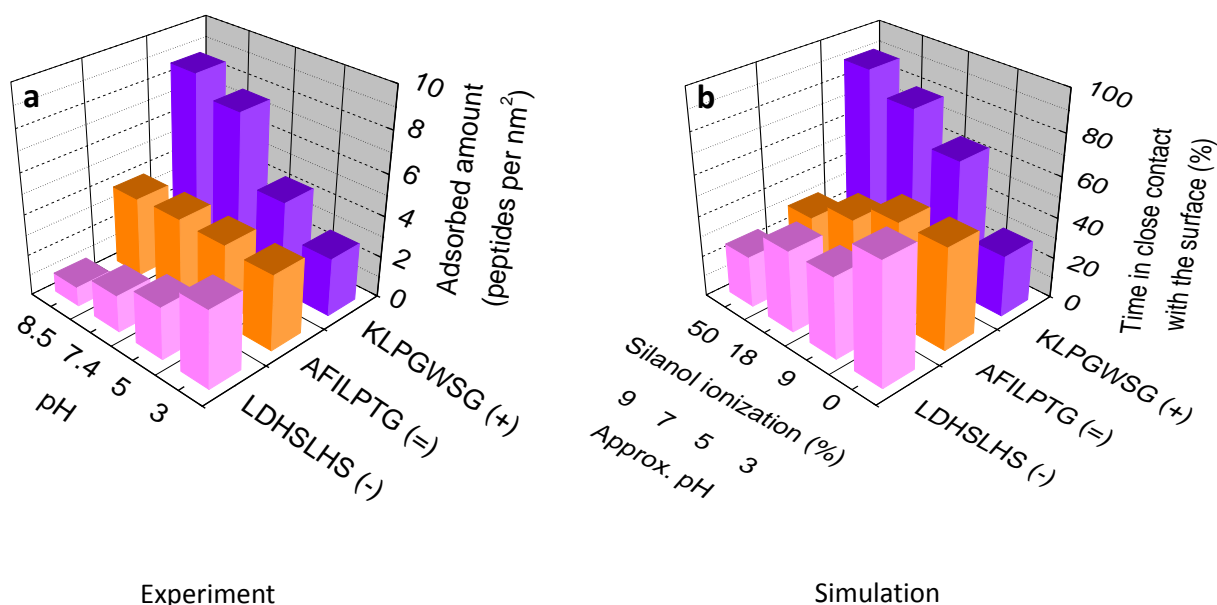 a
10
8
6
4
2
0
Adsorbed amount
(peptides per nm²)
8.5
7.4
5
3
pH
KLPGWSG (+)
AFILPTG (=)
LDHSLHS (-)
Experiment
b
100
80
60
40
20
0
Time in close contact
with the surface (%)
50
18
9
0
Silanol ionization (%)
9
7
5
3
Approx. pH
KLPGWSG (+)
AFILPTG (=)
LDHSLHS (-)
Simulation